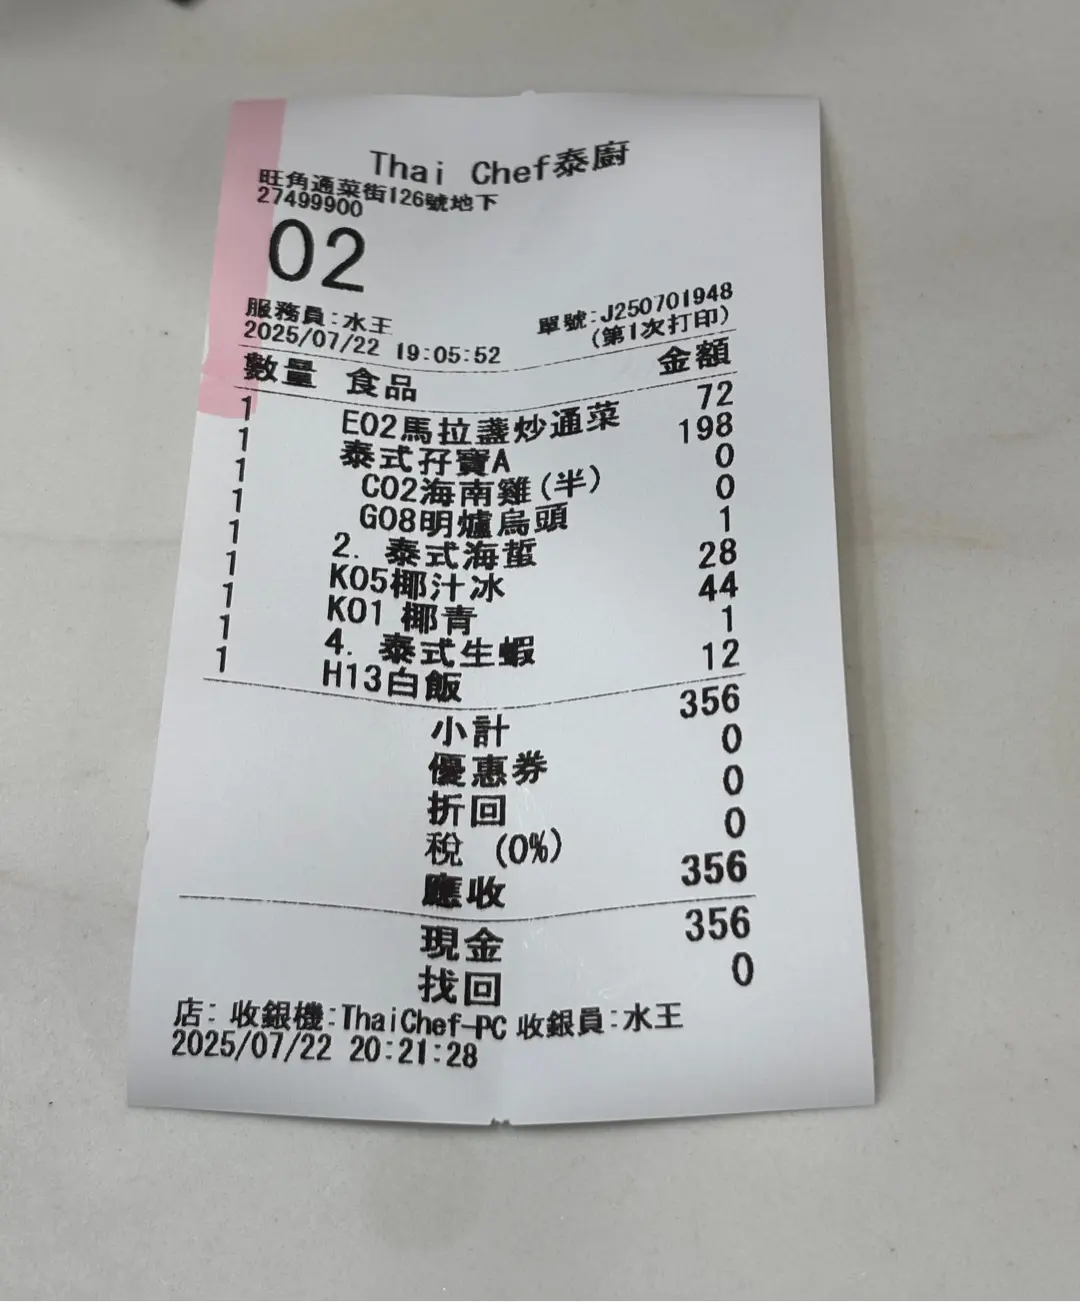 Thai Chef泰廚
旺角通菜街126號地下
27499900
02
服務員:水王 單號:J250701948
2025/07/22 19:05:52 (第1次打印)
數量 食品 金額
1 E02馬拉盞炒通菜 72
1 泰式孖寶A 198
1 C02海南雞(半) 0
1 G08明爐烏頭 0
1 2. 泰式海蜇 1
1 K05椰汁冰 28
1 K01 椰青 44
1 4. 泰式生蝦 1
1 H13白飯 12
小計 356
優惠券 0
折回 0
稅 (0%) 0
應收 356
現金 356
找回 0
店: 收銀機:ThaiChef-PC 收銀員:水王
2025/07/22 20:21:28